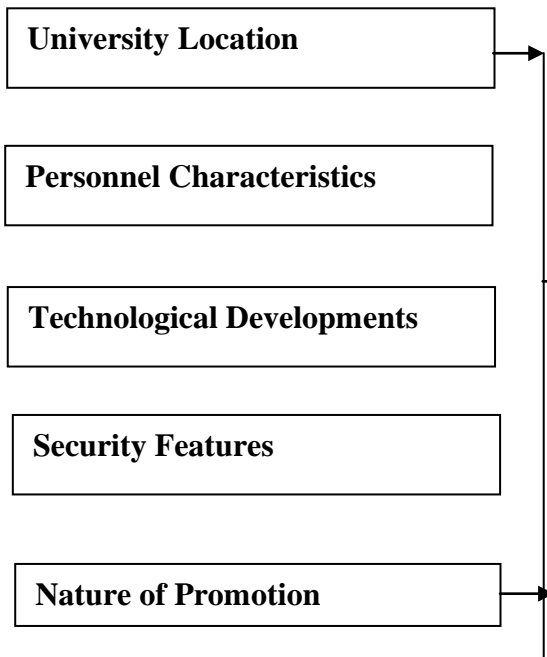 University Location
Personnel Characteristics
Technological Developments
Security Features
Nature of Promotion